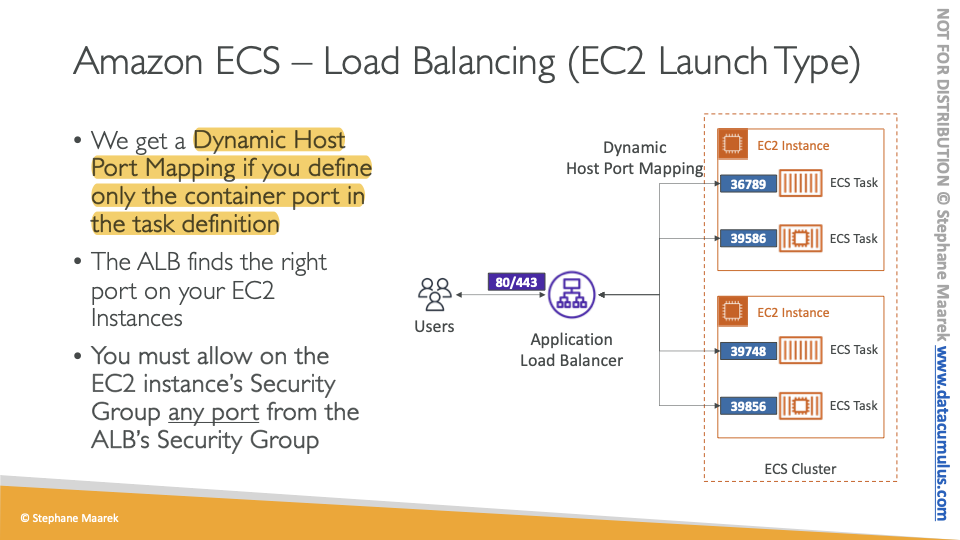 Amazon ECS – Load Balancing (EC2 Launch Type)
• We get a Dynamic Host
Port Mapping if you define
only the container port in
the task definition
• The ALB finds the right
port on your EC2
Instances
• You must allow on the
EC2 instance’s Security
Group any port from the
ALB’s Security Group
Users
80/443
Application
Load Balancer
Dynamic
Host Port Mapping
EC2 Instance
36789
ECS Task
39586
ECS Task
EC2 Instance
39748
ECS Task
39856
ECS Task
ECS Cluster
© Stephane Maarek
NOT FOR DISTRIBUTION © Stephane Maarek www.datacumulus.com